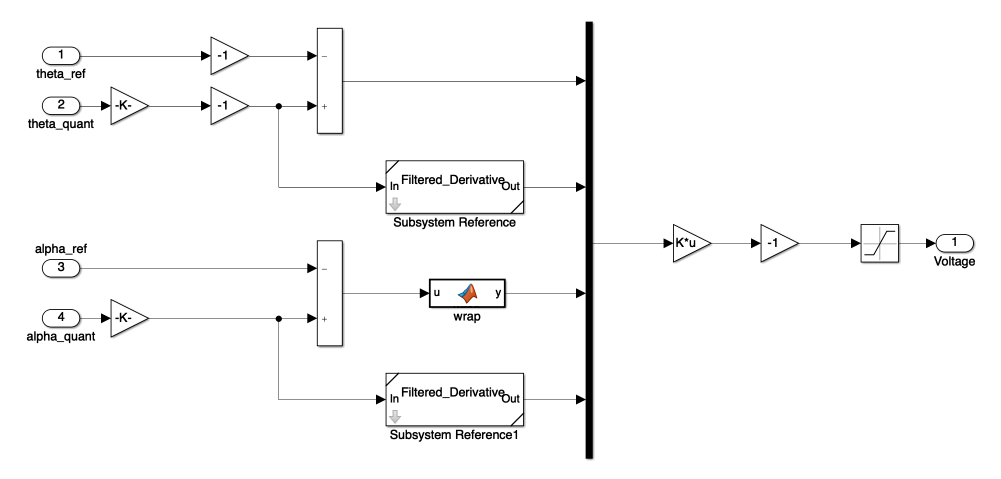 1
theta_ref
-1
−
2
theta_quant
-K-
-1
+
In
Filtered_Derivative
Out
Subsystem Reference
alpha_ref
3
−
4
alpha_quant
-K-
+
u
y
wrap
In
Filtered_Derivative
Out
Subsystem Reference1
K*u
-1
1
Voltage